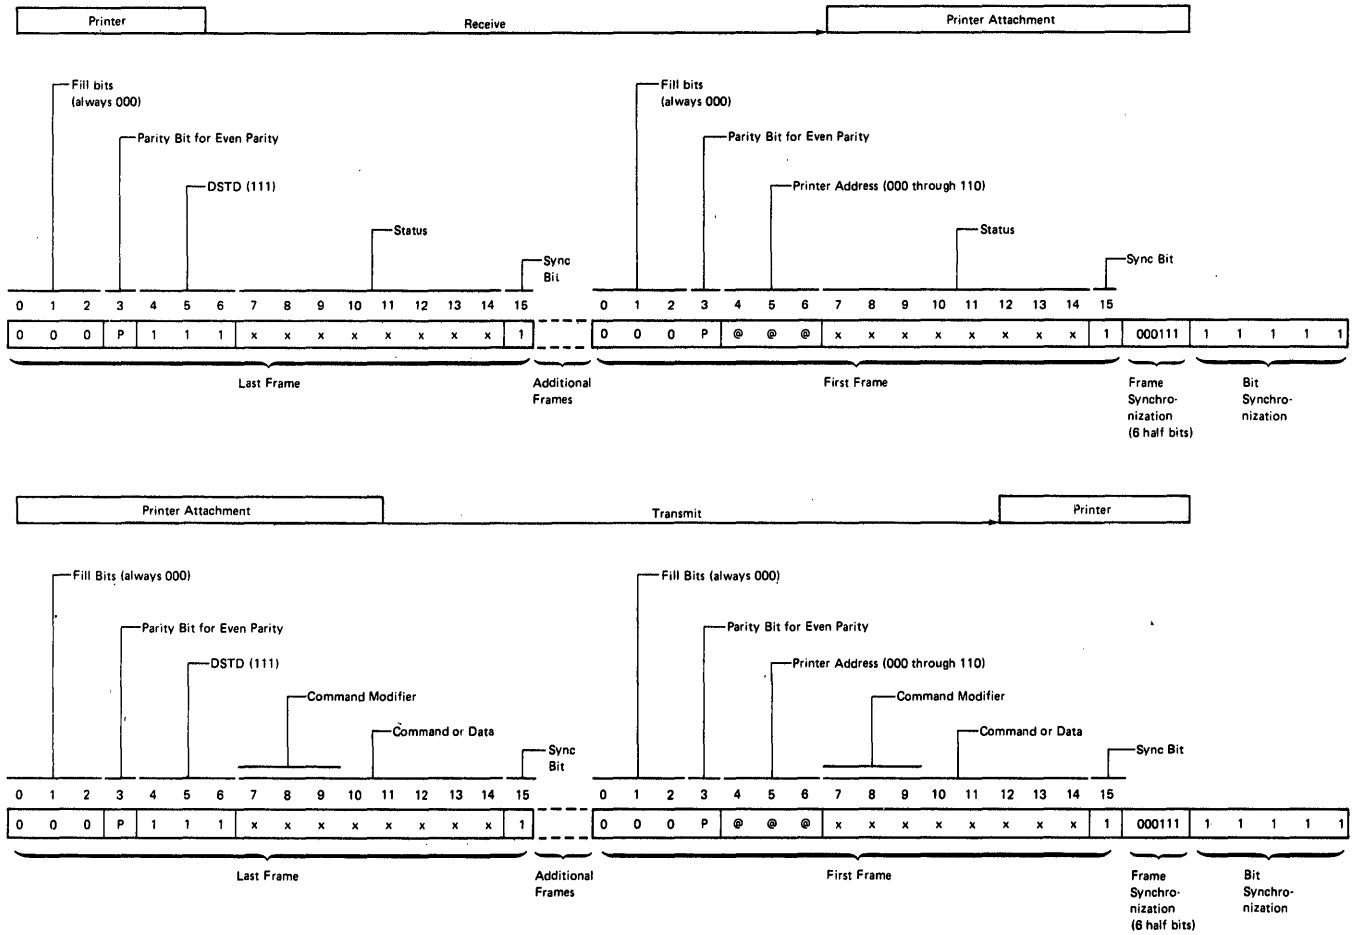 Printer Receive Printer Attachment
Fill bits Fill bits
(always 000) (always 000)
Parity Bit for Even Parity Parity Bit for Even Parity
DSTD (111) Printer Address (000 through 110)
Status Status
Sync Sync Bit
Bit
0 1 2 3 4 5 6 7 8 9 10 11 12 13 14 15 0 1 2 3 4 5 6 7 8 9 10 11 12 13 14 15
0 0 0 P 1 1 1 x x x x x x x x 1 0 0 0 P @ @ @ x x x x x x x x 1 000111 1 1 1 1 1
Last Frame Additional First Frame Frame Bit
Frames Synchro- Synchro-
nization nization
(6 half bits)
Printer Attachment Transmit Printer
Fill Bits (always 000) Fill Bits (always 000)
Parity Bit for Even Parity Parity Bit for Even Parity
DSTD (111) Printer Address (000 through 110)
Command Modifier Command Modifier
Command or Data Command or Data
Sync Sync Bit
Bit
0 1 2 3 4 5 6 7 8 9 10 11 12 13 14 15 0 1 2 3 4 5 6 7 8 9 10 11 12 13 14 15
0 0 0 P 1 1 1 x x x x x x x x 1 0 0 0 P @ @ @ x x x x x x x x 1 000111 1 1 1 1 1
Last Frame Additional First Frame Frame Bit
Frames Synchro- Synchro-
nization nization
(6 half bits)